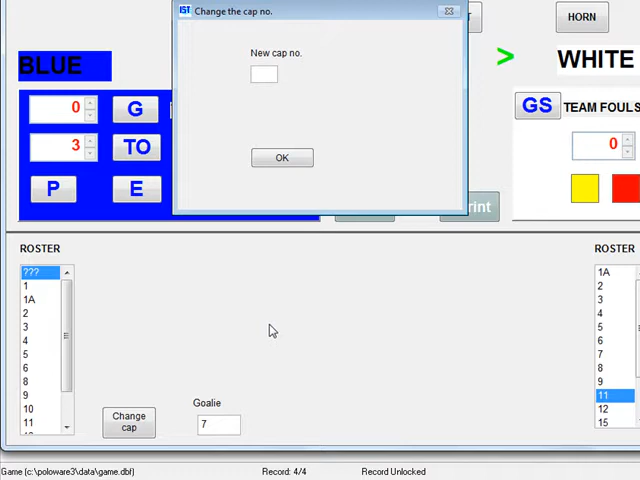 IST Change the cap no.
T
HORN
New cap no.
BLUE
>
WHITE
0
G
GS
TEAM FOULS
3
TO
0
OK
P
E
Print
ROSTER
ROSTER
???
1
1A
2
3
4
5
6
7
8
9
10
11
1A
2
3
4
5
6
7
8
9
11
12
15
Change
cap
Goalie
7
Game (c:\poloware3\data\game.dbf)
Record: 4/4
Record Unlocked